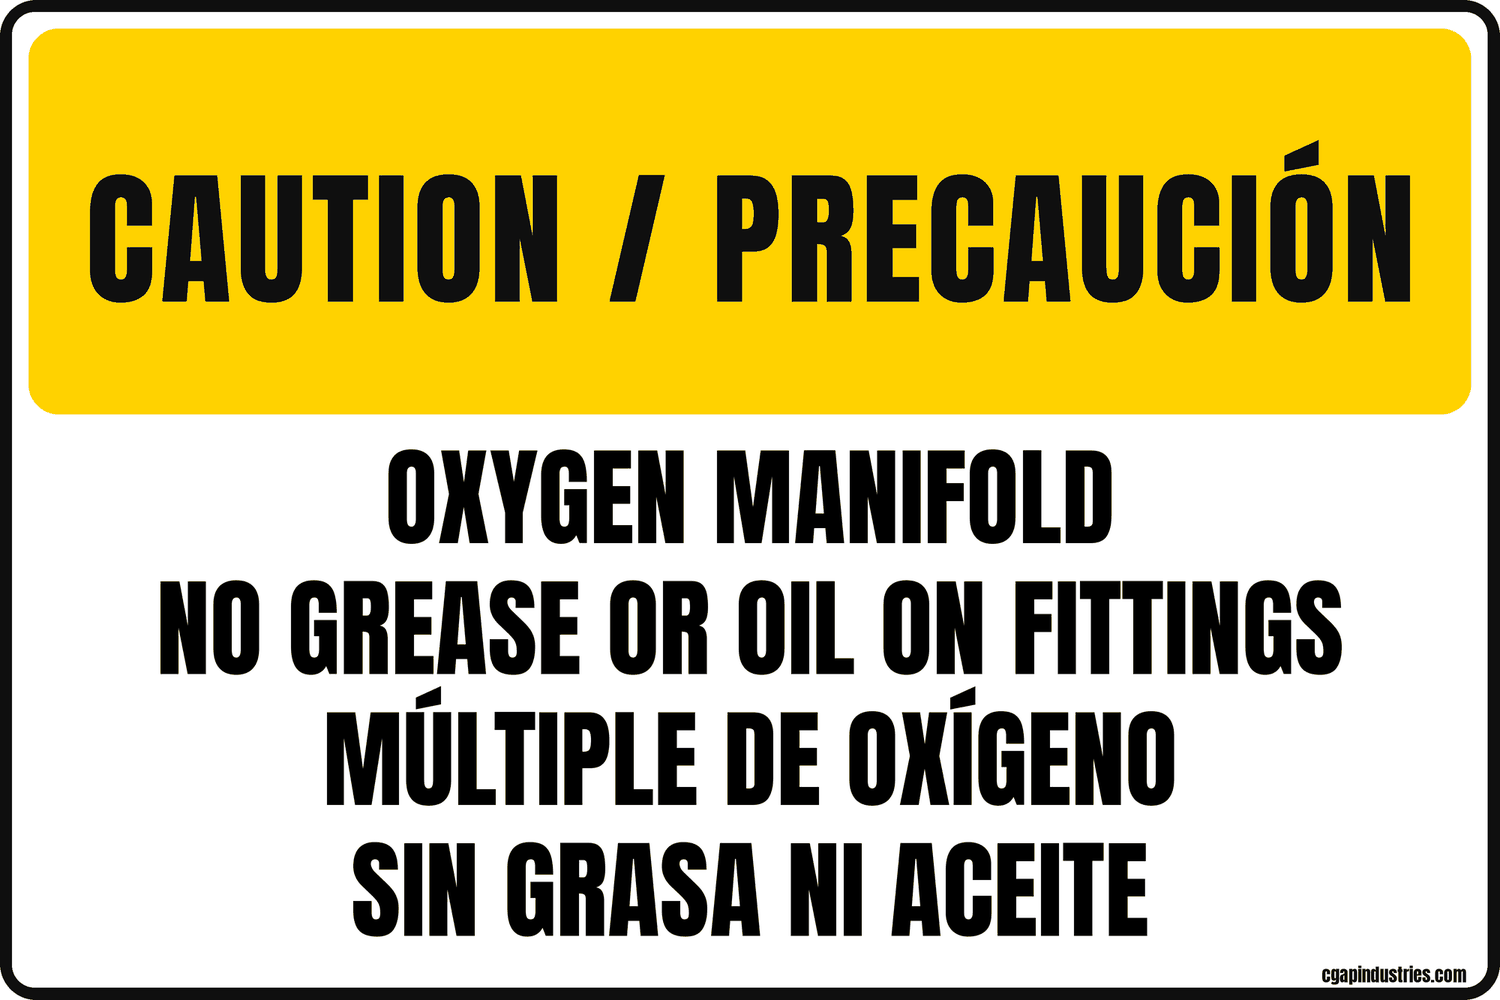 CAUTION / PRECAUCIÓN
OXYGEN MANIFOLD
NO GREASE OR OIL ON FITTINGS
MÚLTIPLE DE OXÍGENO
SIN GRASA NI ACEITE
cgapindustries.com